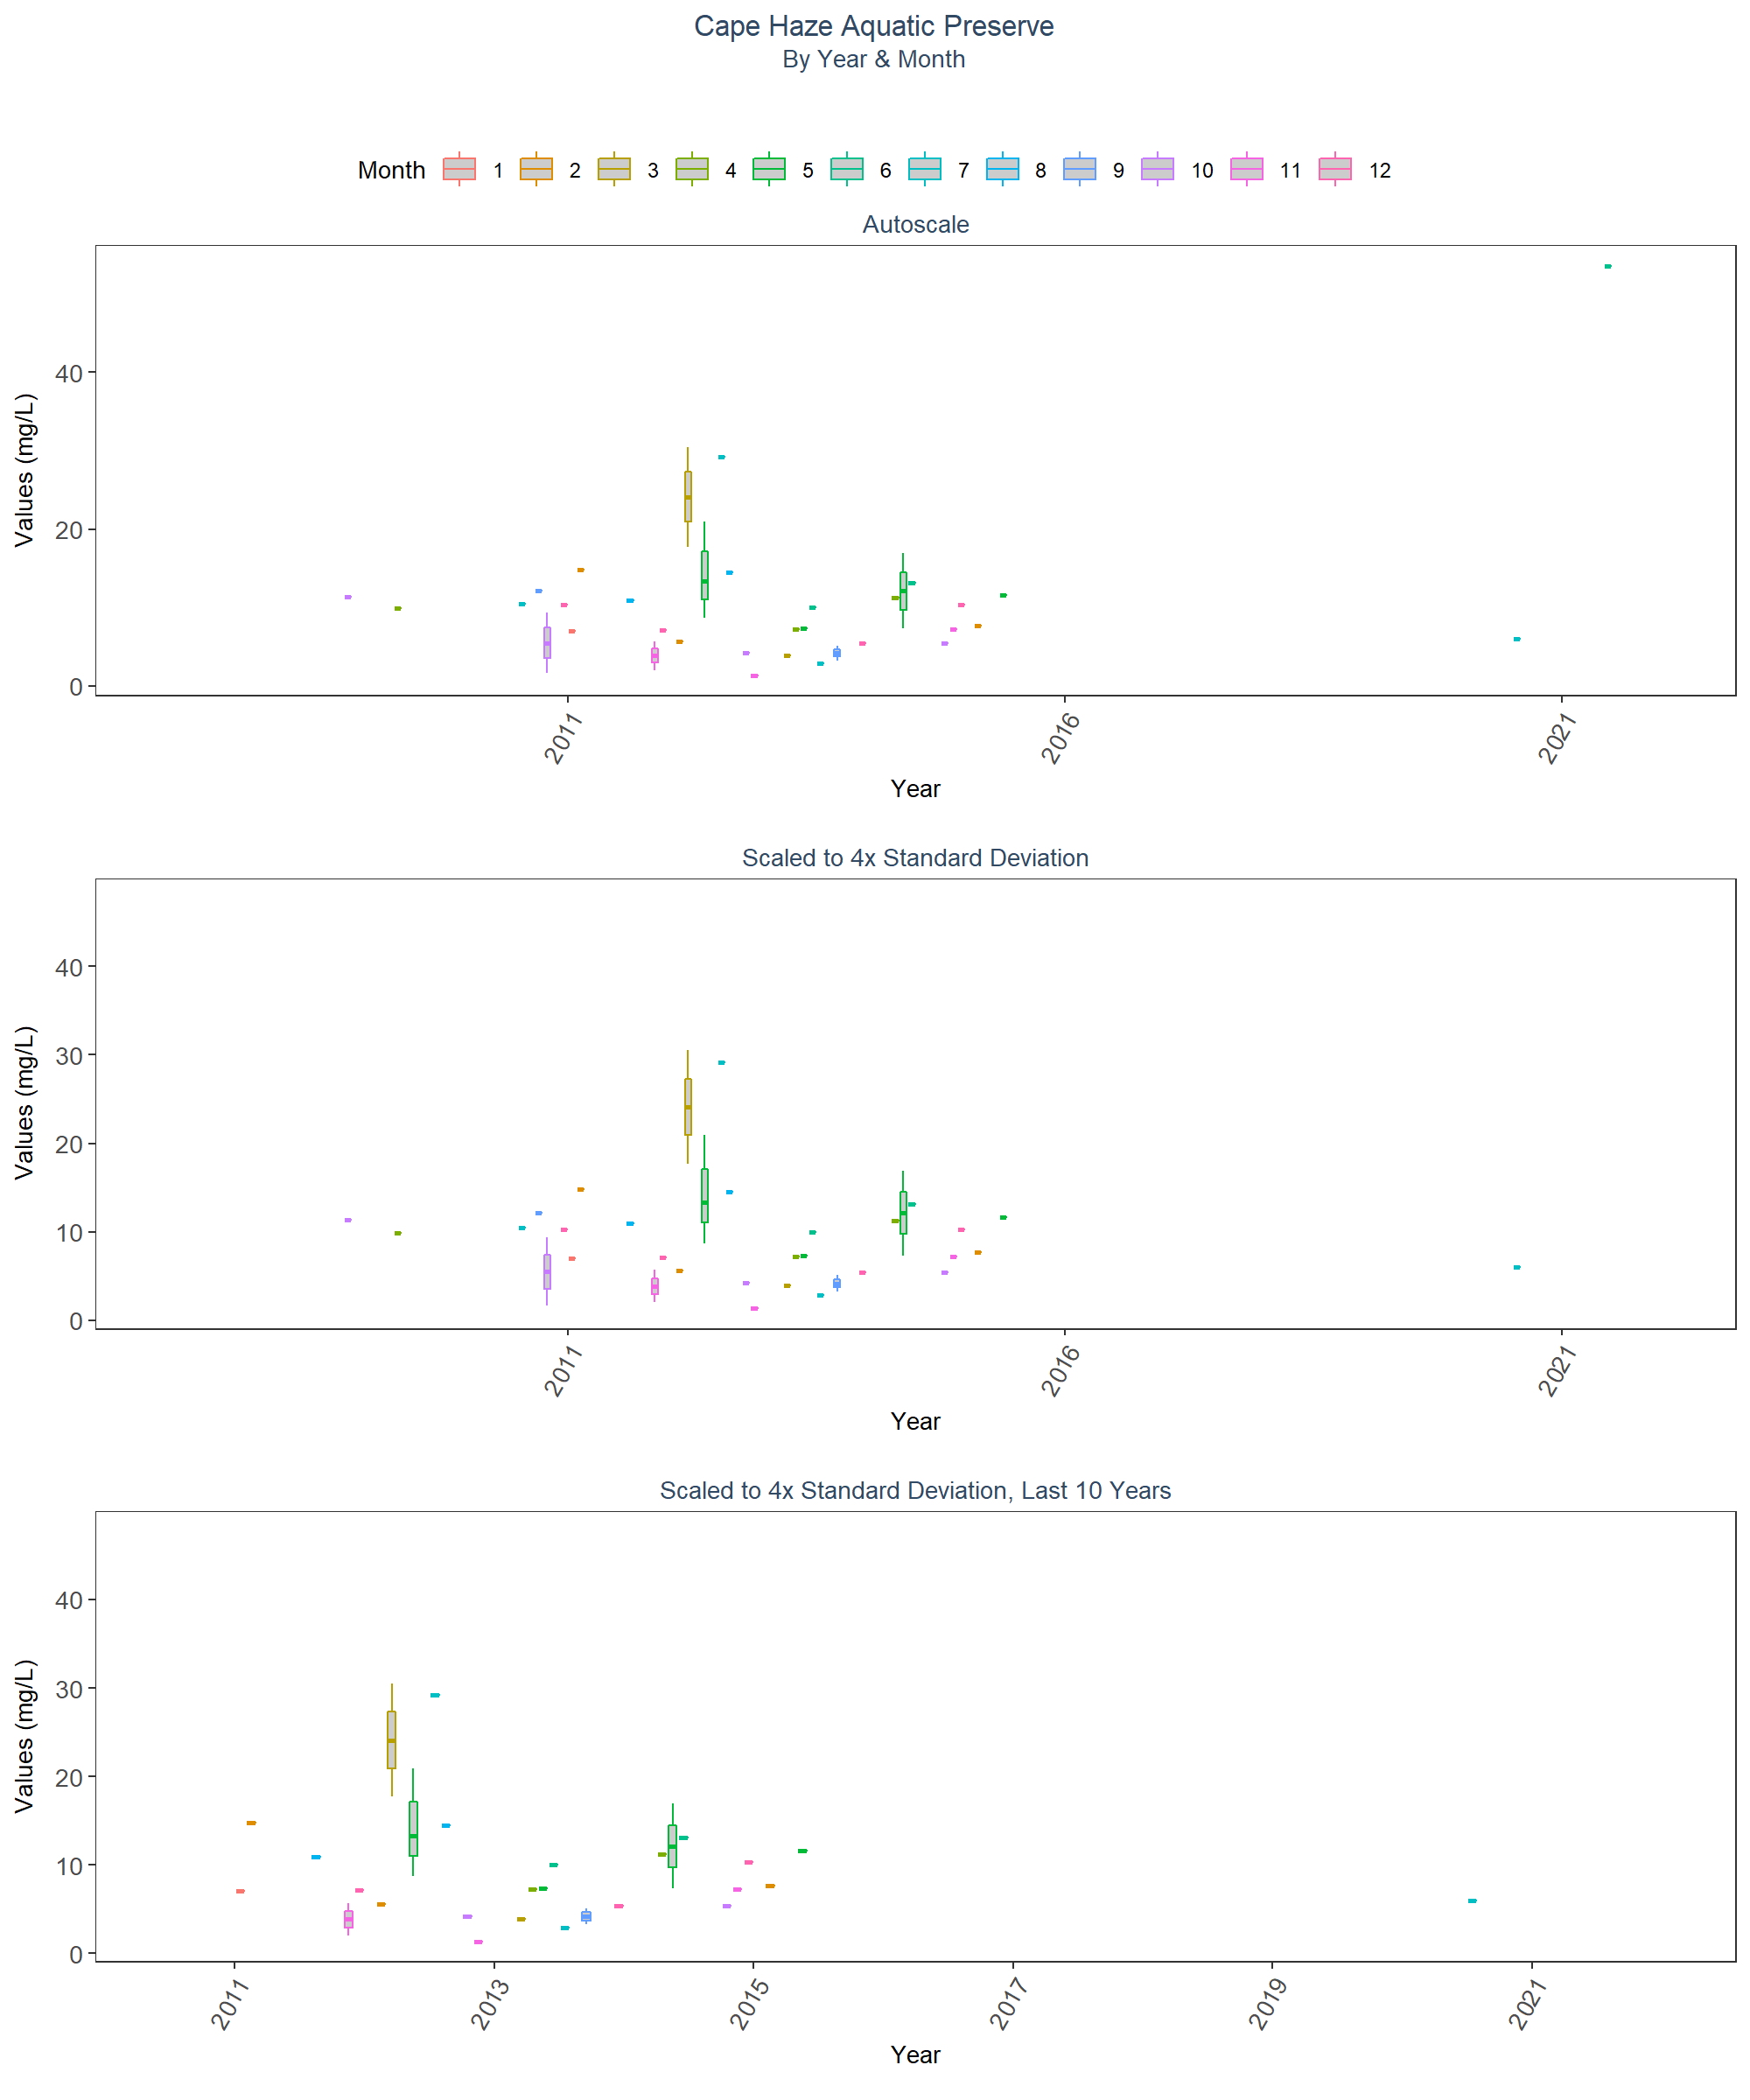 Cape Haze Aquatic Preserve
By Year & Month
Month 1 2 3 4 5 6 7 8 9 10 11 12
Autoscale
Values (mg/L)
40
20
0
2011 2016 2021
Year
Scaled to 4x Standard Deviation
Values (mg/L)
40
30
20
10
0
2011 2016 2021
Year
Scaled to 4x Standard Deviation, Last 10 Years
Values (mg/L)
40
30
20
10
0
2011 2013 2015 2017 2019 2021
Year